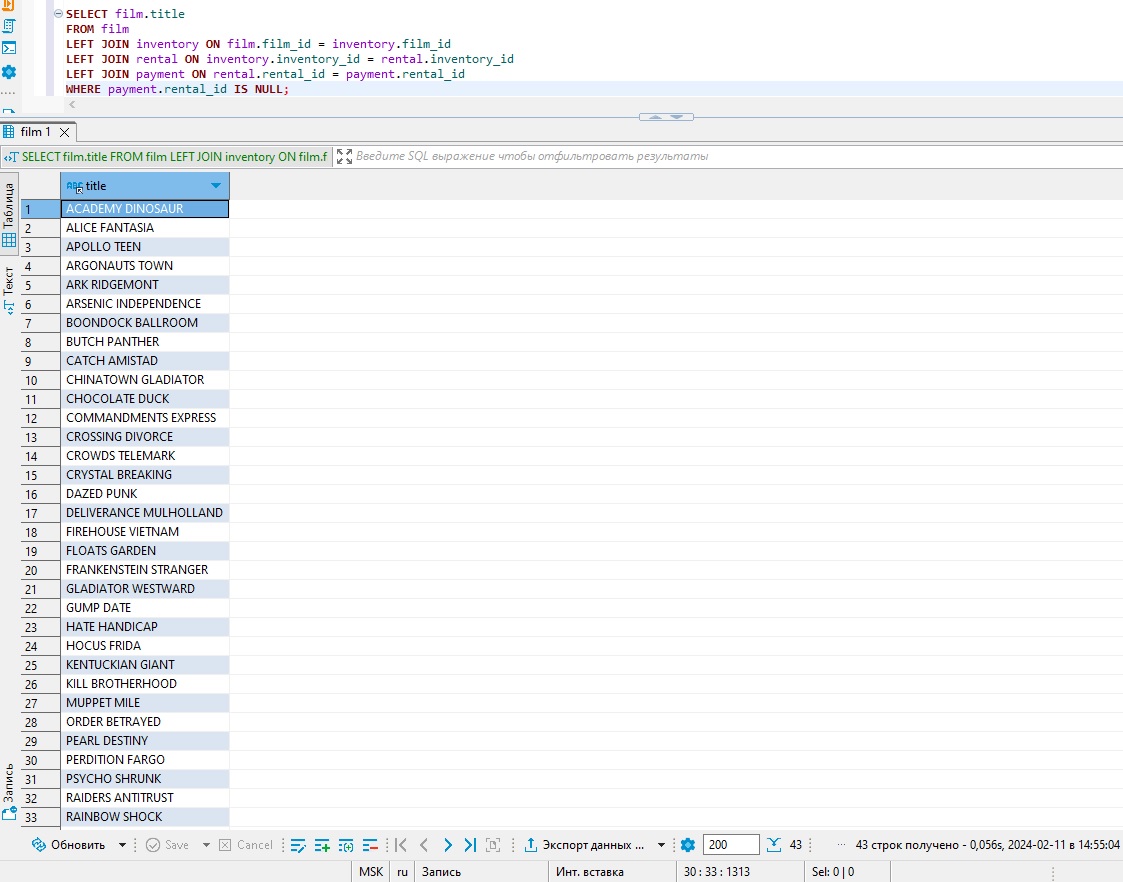 SELECT film.title
FROM film
LEFT JOIN inventory ON film.film_id = inventory.film_id
LEFT JOIN rental ON inventory.inventory_id = rental.inventory_id
LEFT JOIN payment ON rental.rental_id = payment.rental_id
WHERE payment.rental_id IS NULL;
film 1
SELECT film.title FROM film LEFT JOIN inventory ON film.f
Введите SQL выражение чтобы отфильтровать результаты
Таблица
Текст
Запись
ABC title
1 ACADEMY DINOSAUR
2 ALICE FANTASIA
3 APOLLO TEEN
4 ARGONAUTS TOWN
5 ARK RIDGEMONT
6 ARSENIC INDEPENDENCE
7 BOONDOCK BALLROOM
8 BUTCH PANTHER
9 CATCH AMISTAD
10 CHINATOWN GLADIATOR
11 CHOCOLATE DUCK
12 COMMANDMENTS EXPRESS
13 CROSSING DIVORCE
14 CROWDS TELEMARK
15 CRYSTAL BREAKING
16 DAZED PUNK
17 DELIVERANCE MULHOLLAND
18 FIREHOUSE VIETNAM
19 FLOATS GARDEN
20 FRANKENSTEIN STRANGER
21 GLADIATOR WESTWARD
22 GUMP DATE
23 HATE HANDICAP
24 HOCUS FRIDA
25 KENTUCKIAN GIANT
26 KILL BROTHERHOOD
27 MUPPET MILE
28 ORDER BETRAYED
29 PEARL DESTINY
30 PERDITION FARGO
31 PSYCHO SHRUNK
32 RAIDERS ANTITRUST
33 RAINBOW SHOCK
Обновить Save Cancel Экспорт данных ... 200 43 ... 43 строк получено - 0,056s, 2024-02-11 в 14:55:04
MSK ru Запись Инт. вставка 30 : 33 : 1313 Sel: 0 | 0